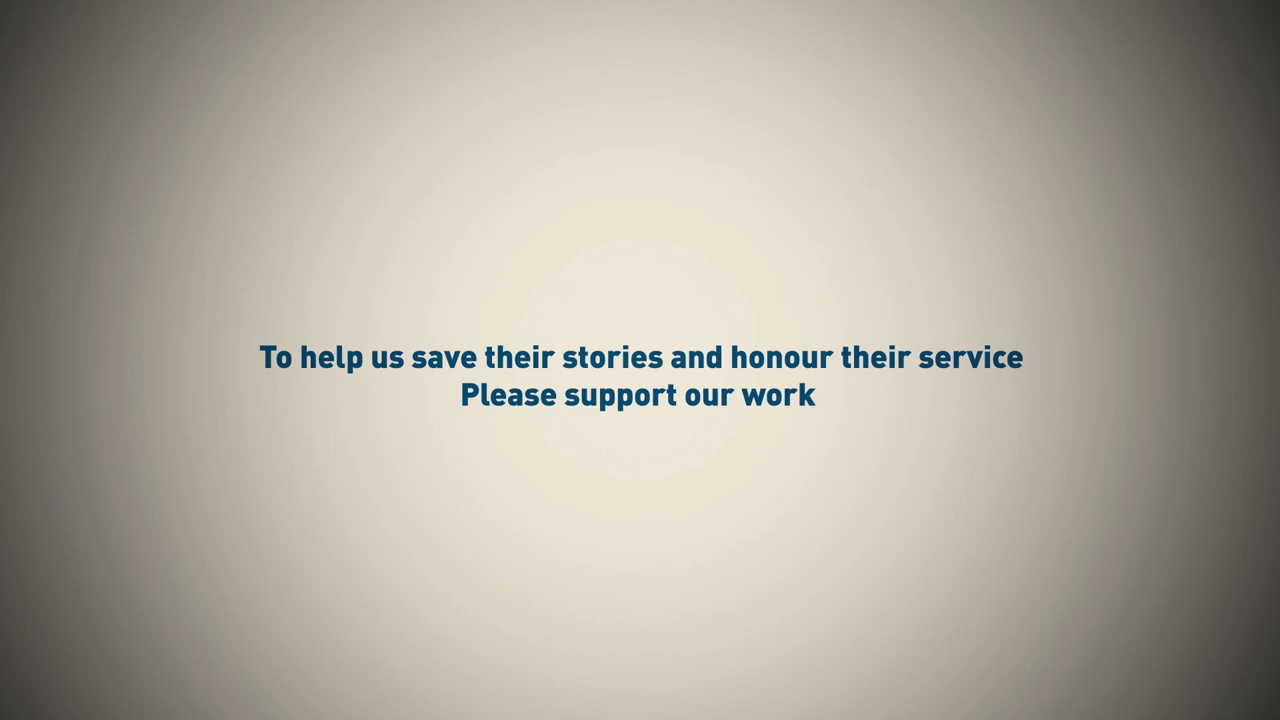 To help us save their stories and honour their service
Please support our work